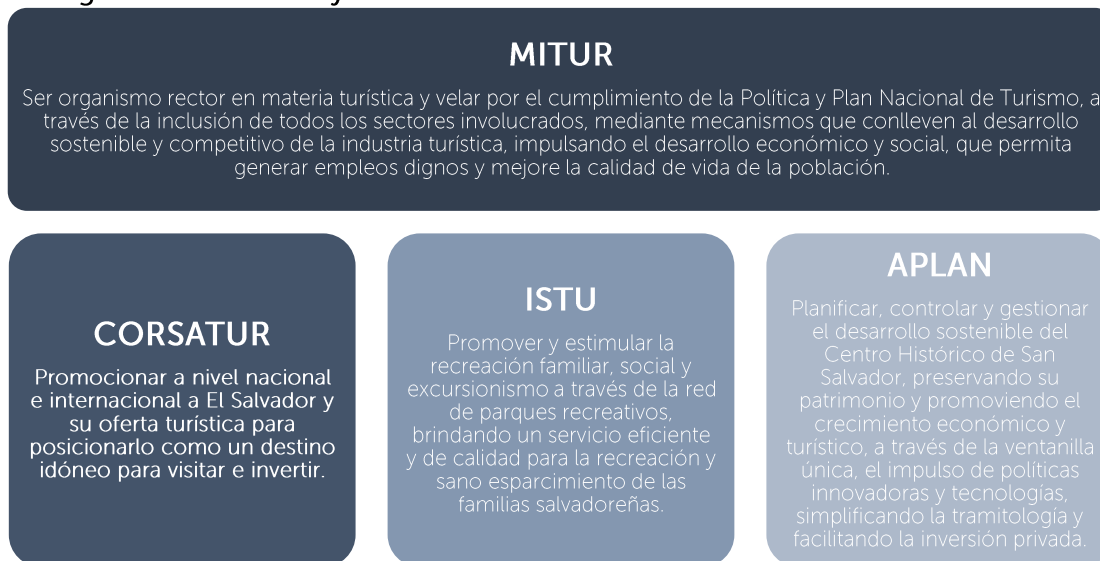 MITUR
Ser organismo rector en materia turística y velar por el cumplimiento de la Política y Plan Nacional de Turismo, a
través de la inclusión de todos los sectores involucrados, mediante mecanismos que conlleven al desarrollo
sostenible y competitivo de la industria turística, impulsando el desarrollo económico y social, que permita
generar empleos dignos y mejore la calidad de vida de la población.
CORSATUR
Promocionar a nivel nacional
e internacional a El Salvador y
su oferta turística para
posicionarlo como un destino
idóneo para visitar e invertir.
ISTU
Promover y estimular la
recreación familiar, social y
excursionismo a través de la red
de parques recreativos,
brindando un servicio eficiente
y de calidad para la recreación y
sano esparcimiento de las
familias salvadoreñas.
APLAN
Planificar, controlar y gestionar
el desarrollo sostenible del
Centro Histórico de San
Salvador, preservando su
patrimonio y promoviendo el
crecimiento económico y
turístico, a través de la ventanilla
única, el impulso de políticas
innovadoras y tecnologías,
simplificando la tramitología y
facilitando la inversión privada.